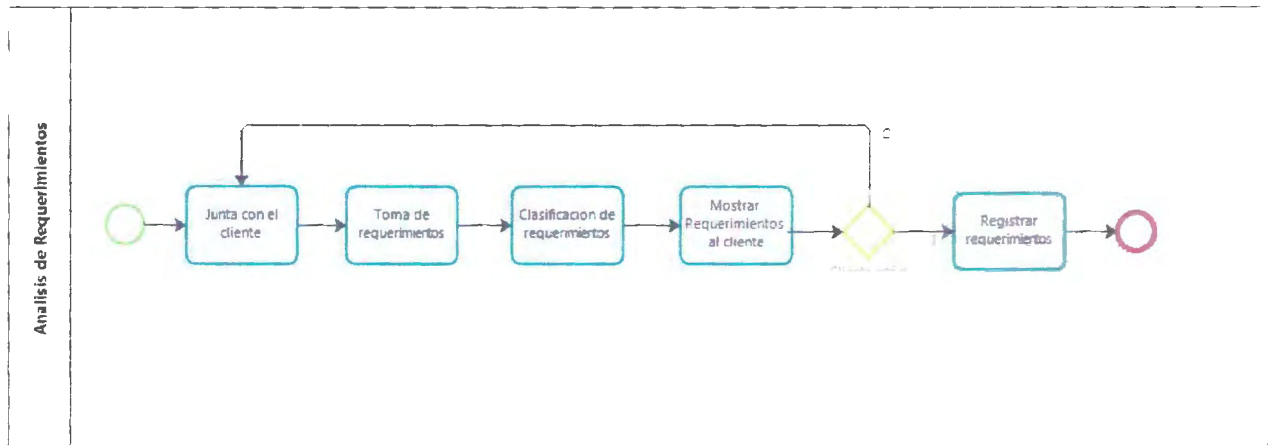 Analisis de Requerimientos
Junta con el
cliente
Toma de
requerimientos
Clasificacion de
requerimientos
Mostrar
Requerimientos
al cliente
Registrar
requerimientos